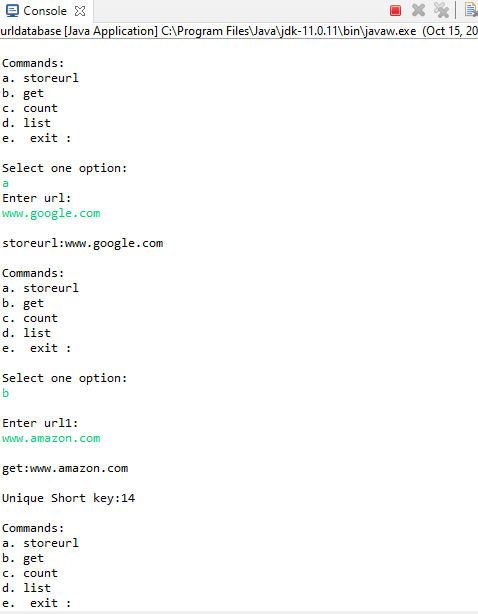 Console
urldatabase [Java Application] C:\Program Files\Java\jdk-11.0.11\bin\javaw.exe (Oct 15, 20
Commands:
a. storeurl
b. get
c. count
d. list
e.  exit :
Select one option:
a
Enter url:
www.google.com
storeurl:www.google.com
Commands:
a. storeurl
b. get
c. count
d. list
e.  exit :
Select one option:
b
Enter url1:
www.amazon.com
get:www.amazon.com
Unique Short key:14
Commands:
a. storeurl
b. get
c. count
d. list
e.  exit :